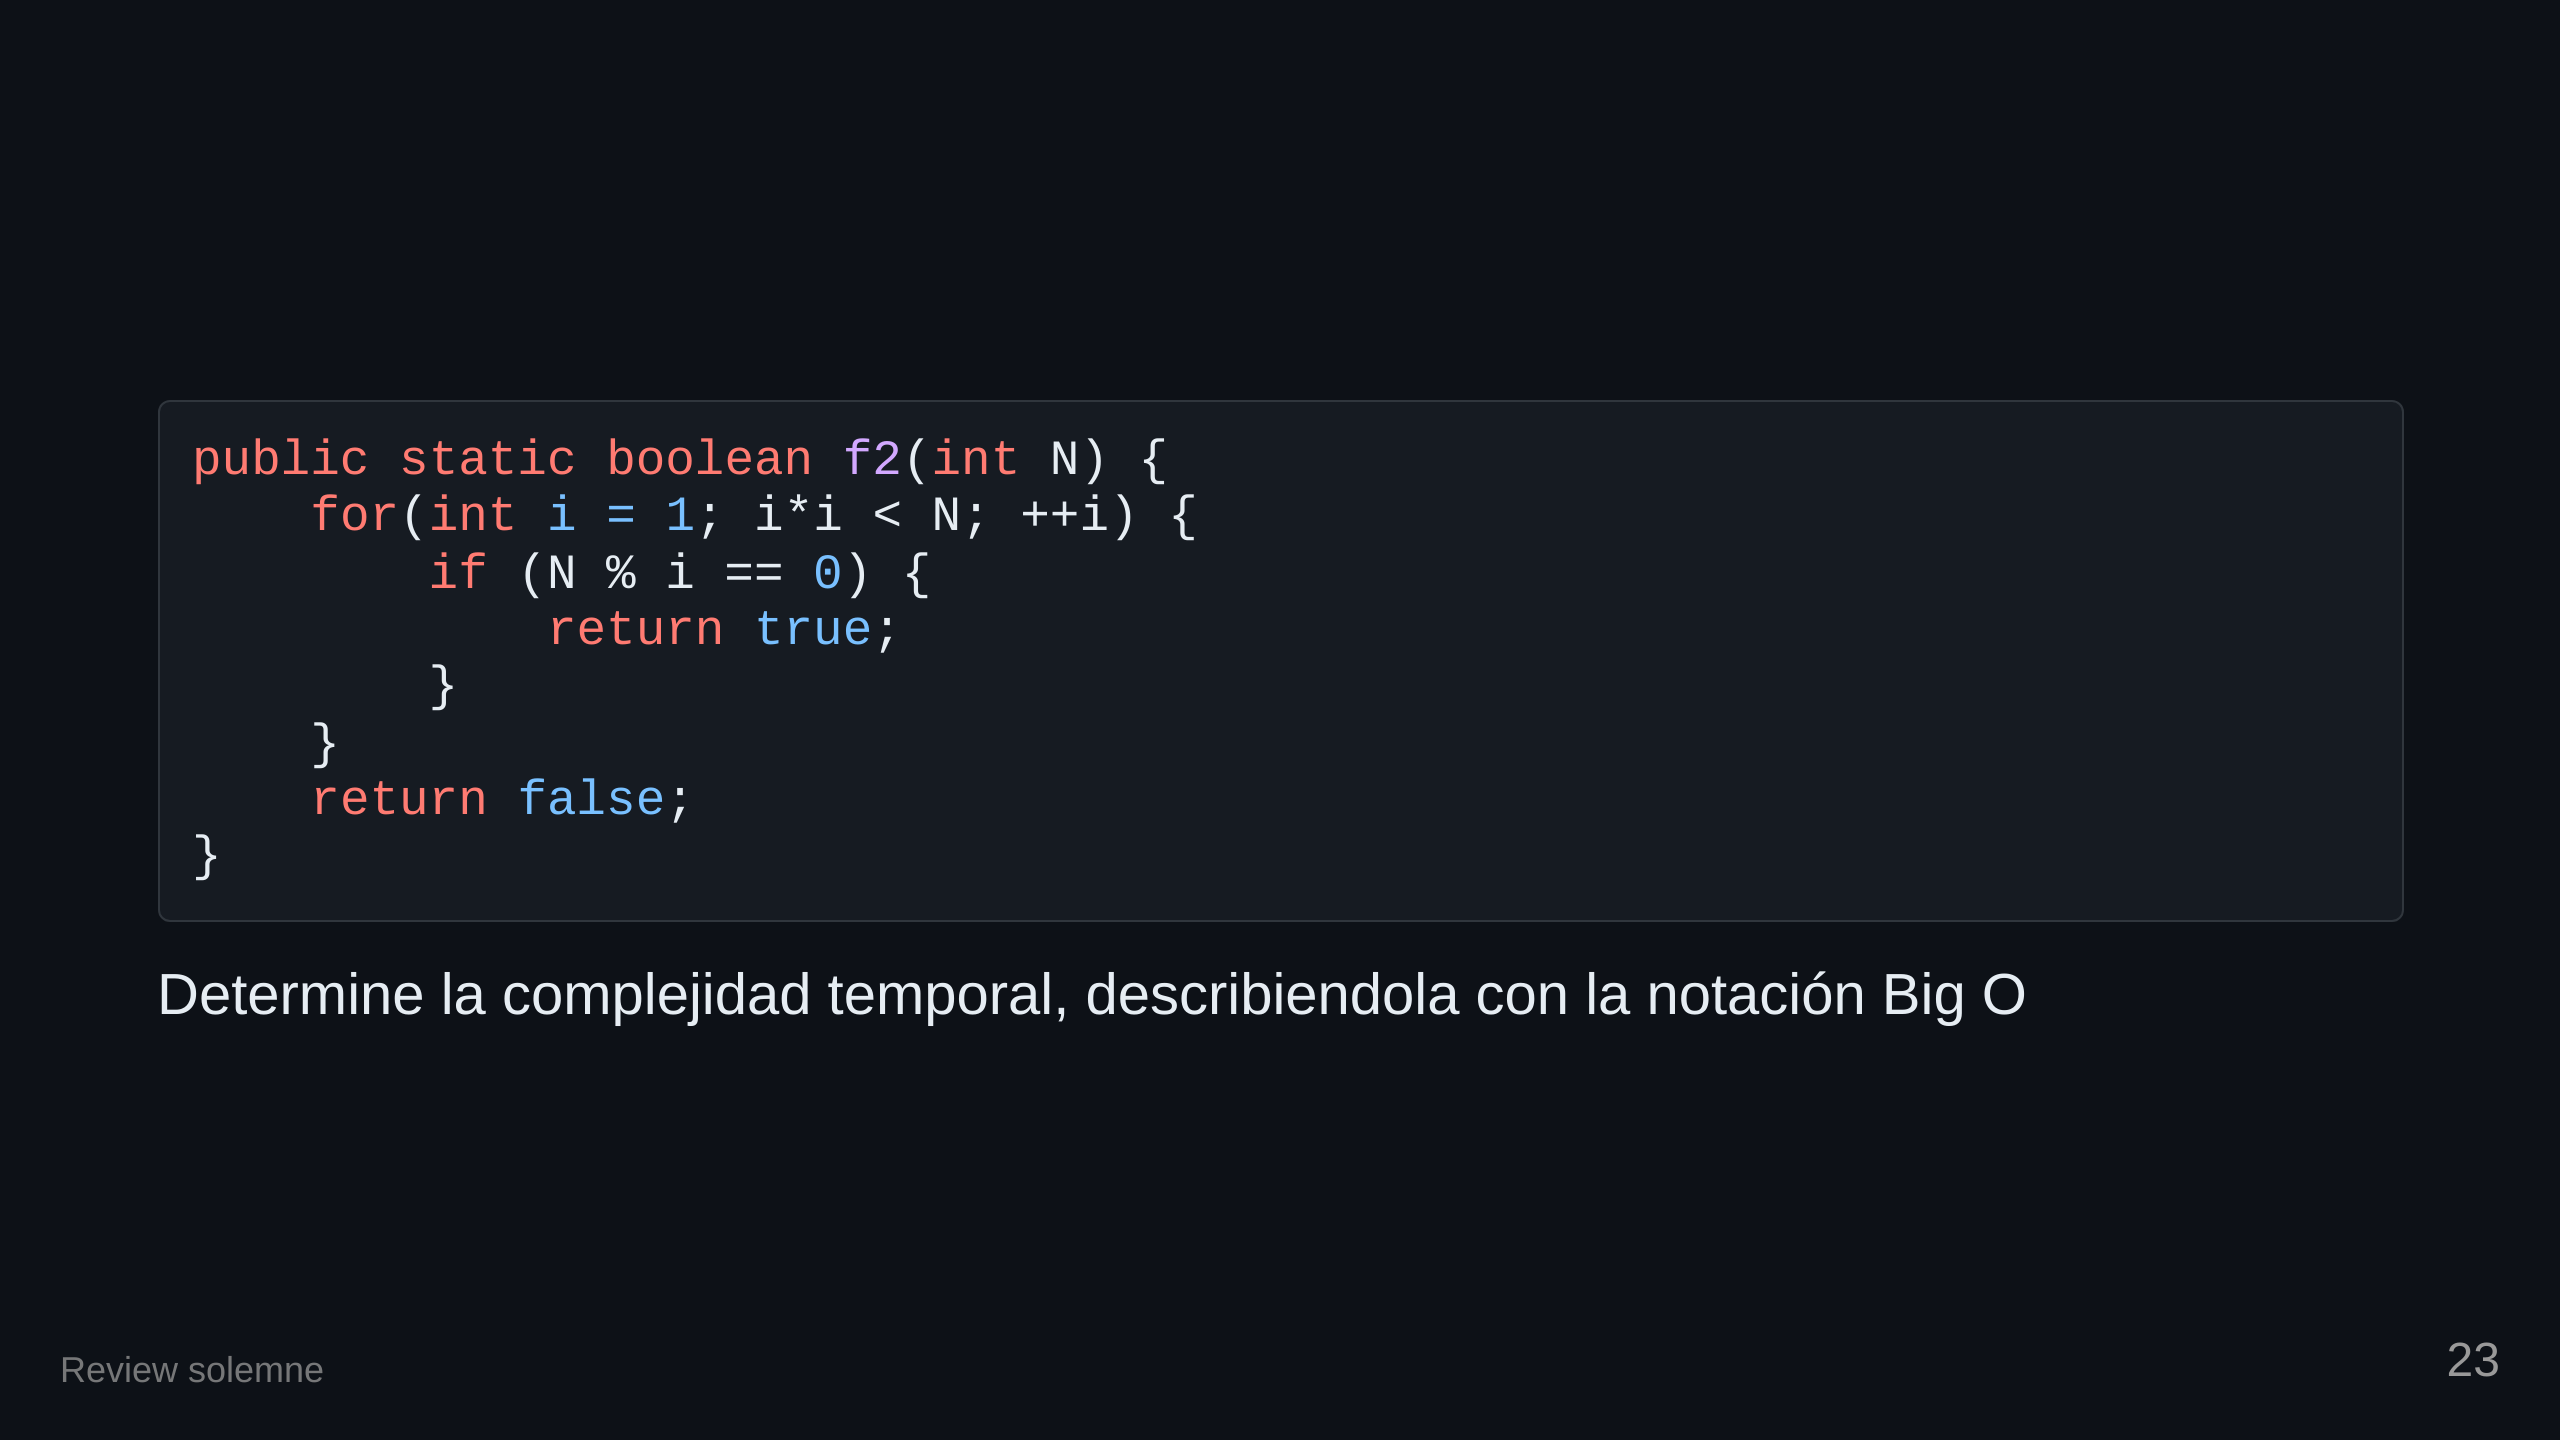 public static boolean f2(int N) {
    for(int i = 1; i*i < N; ++i) {
        if (N % i == 0) {
            return true;
        }
    }
    return false;
}
Determine la complejidad temporal, describiendola con la notación Big O
Review solemne
23